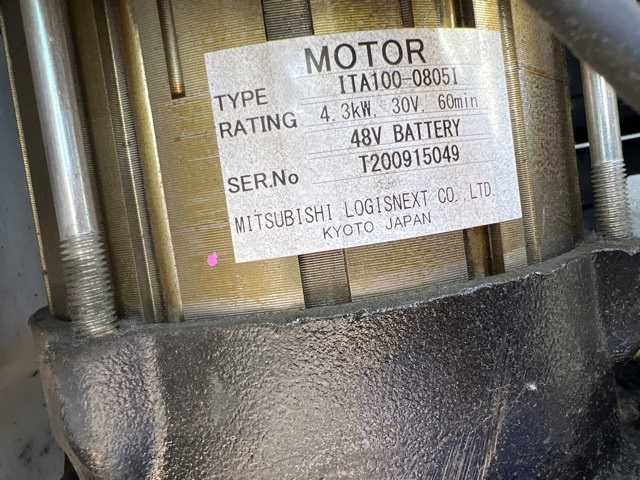 MOTOR
TYPE ITA100-08051
RATING 4.3kW. 30V. 60min
48V BATTERY
SER.No T200915049
MITSUBISHI LOGISNEXT CO., LTD.
KYOTO JAPAN